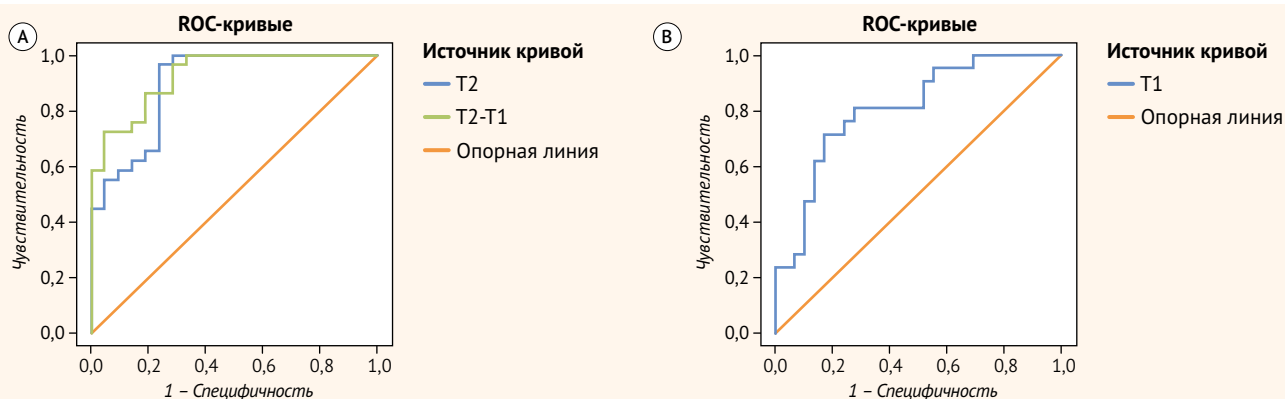 A
ROC-кривые
Источник кривой
T2
T2-T1
Опорная линия
Чувствительность
1,0
0,8
0,6
0,4
0,2
0,0
0,0 0,2 0,4 0,6 0,8 1,0
1 – Специфичность
B
ROC-кривые
Источник кривой
T1
Опорная линия
Чувствительность
1,0
0,8
0,6
0,4
0,2
0,0
0,0 0,2 0,4 0,6 0,8 1,0
1 – Специфичность